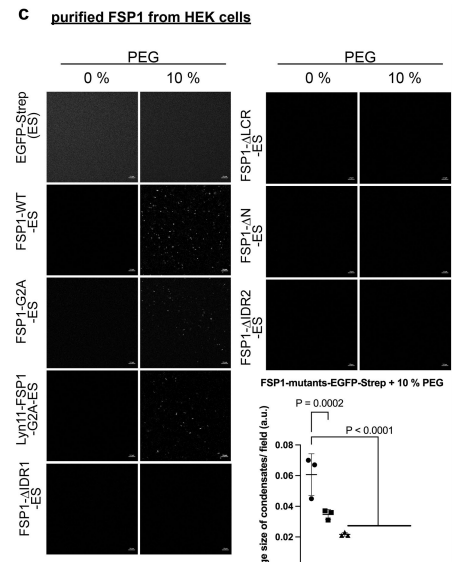 C purified FSP1 from HEK cells
PEG
0 % 10 %
EGFP-Strep
(ES)
FSP1-WT
-ES
FSP1-G2A
-ES
Lyn11-FSP1
-G2A-ES
FSP1-ΔIDR1
-ES
PEG
0 % 10 %
FSP1-ΔLCR
-ES
FSP1-ΔN
-ES
FSP1-ΔIDR2
-ES
FSP1-mutants-EGFP-Strep + 10 % PEG
P = 0.0002
P < 0.0001
size of condensates/ field (a.u.)
0.08
0.06
0.04
0.02